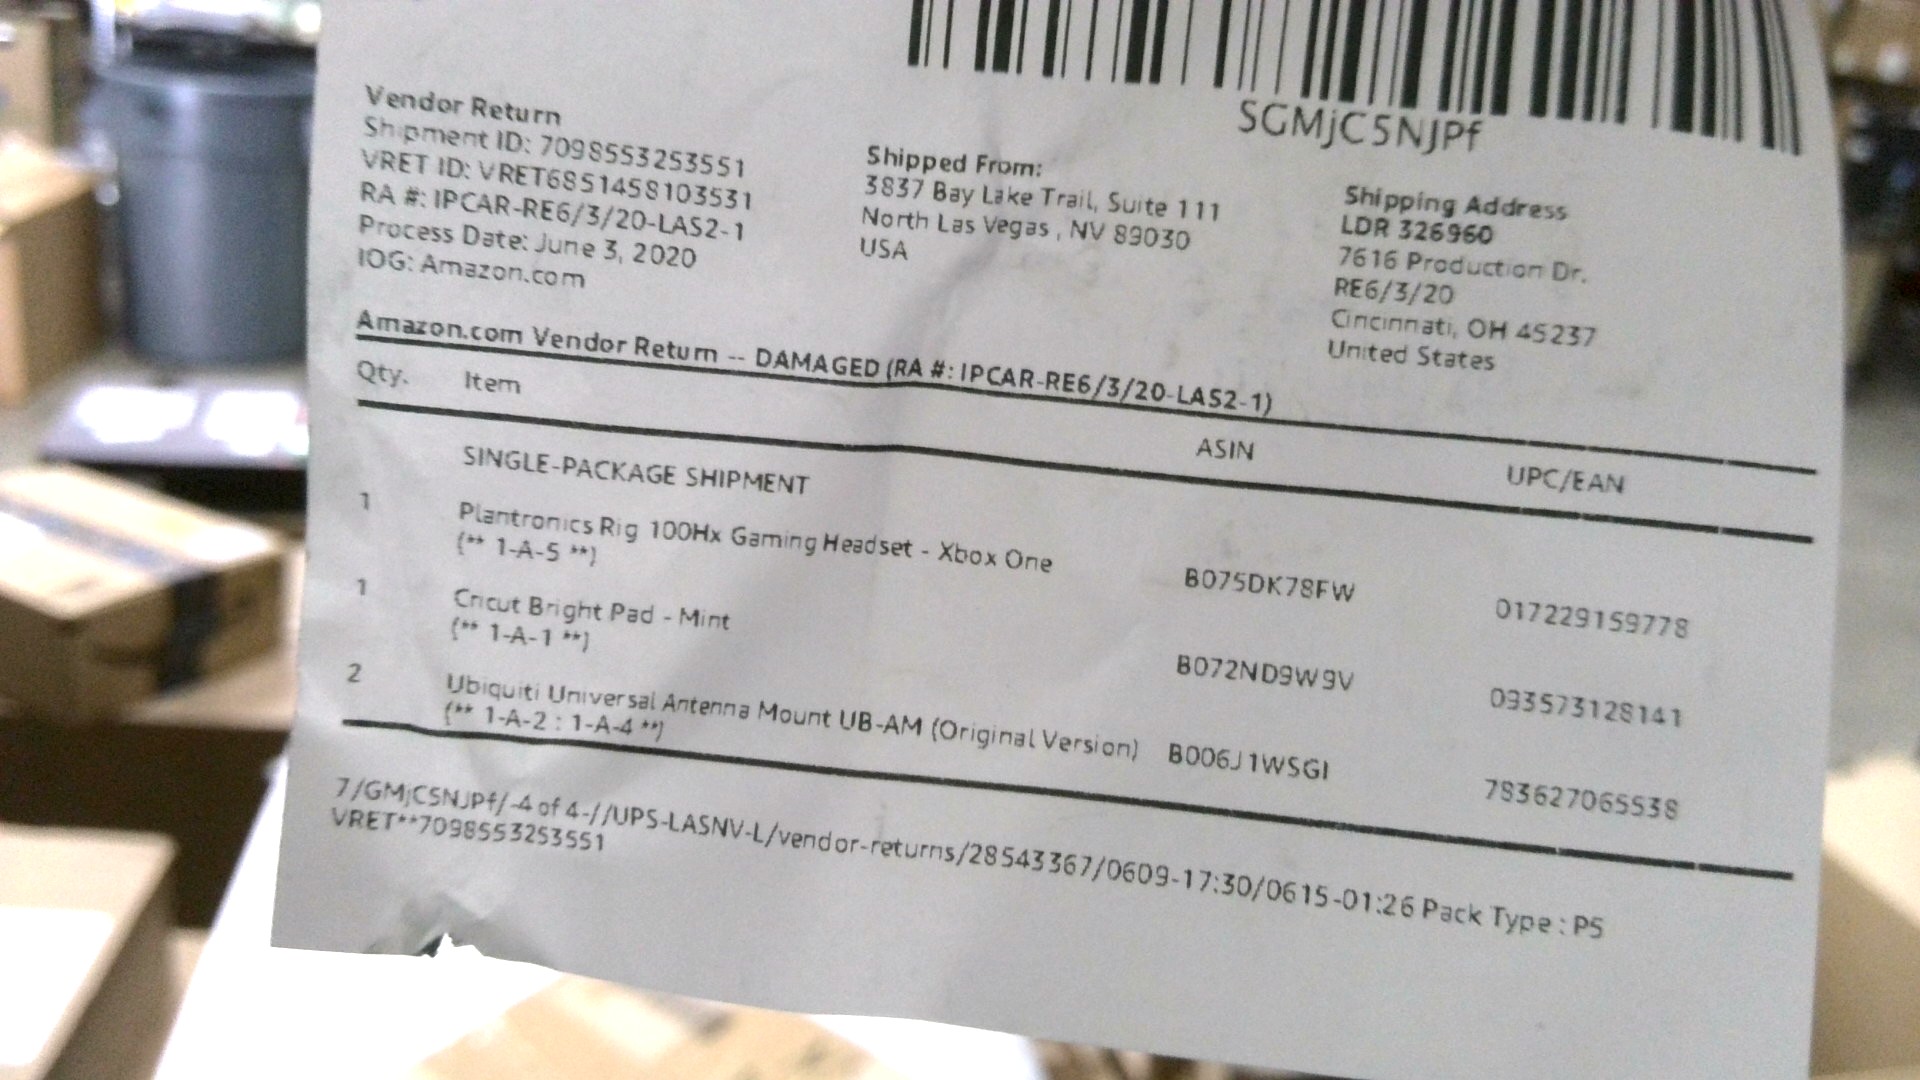 SGMjC5NJPf
Vendor Return
Shipment ID: 7098553253551
VRET ID: VRET6851458103531
RA #: IPCAR-RE6/3/20-LAS2-1
Process Date: June 3, 2020
IOG: Amazon.com
Shipped From:
3837 Bay Lake Trail, Suite 111
North Las Vegas , NV 89030
USA
Shipping Address
LDR 326960
7616 Production Dr.
RE6/3/20
Cincinnati, OH 45237
United States
Amazon.com Vendor Return -- DAMAGED (RA #: IPCAR-RE6/3/20-LAS2-1)
Qty. Item ASIN UPC/EAN
SINGLE-PACKAGE SHIPMENT
1 Plantronics Rig 100Hx Gaming Headset - Xbox One B075DK78FW 017229159778
(** 1-A-5 **)
1 Cricut Bright Pad - Mint B072ND9W9V 093573128141
(** 1-A-1 **)
2 Ubiquiti Universal Antenna Mount UB-AM (Original Version) B006J1WSGI 783627065538
(** 1-A-2 : 1-A-4 **)
7/GMjC5NJPf/-4 of 4-//UPS-LASNV-L/vendor-returns/28543367/0609-17:30/0615-01:26 Pack Type : P5
VRET**7098553253551